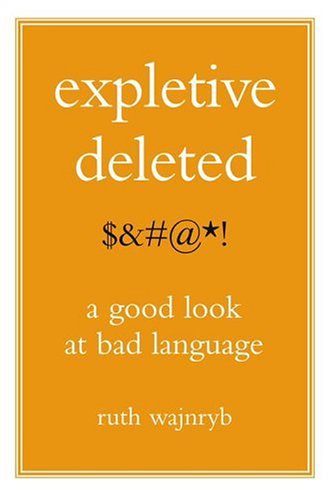 expletive
deleted
$&#@*!
a good look
at bad language
ruth wajnryb